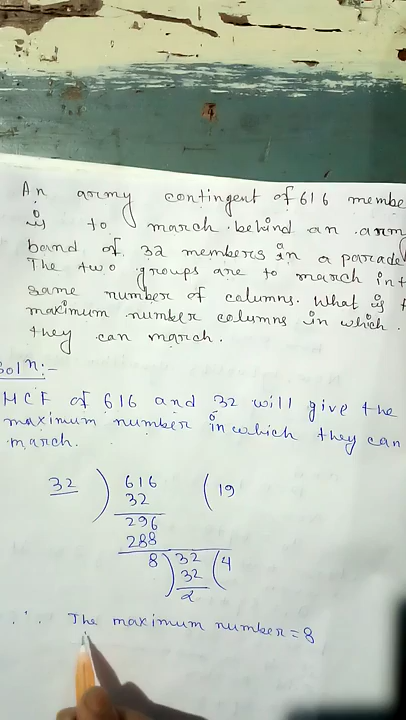 An army contingent of 616 membe
is to march behind an arm
band of 32 members in a parade
The two groups are to march in t
same number of columns. What is t
maximum number columns in which
they can march.
Soln:-
HCF of 616 and 32 will give the
maximum number in which they can
march.
32 ) 616 ( 19
32
296
288
8 ) 32 ( 4
32
2
∴ The maximum number = 8